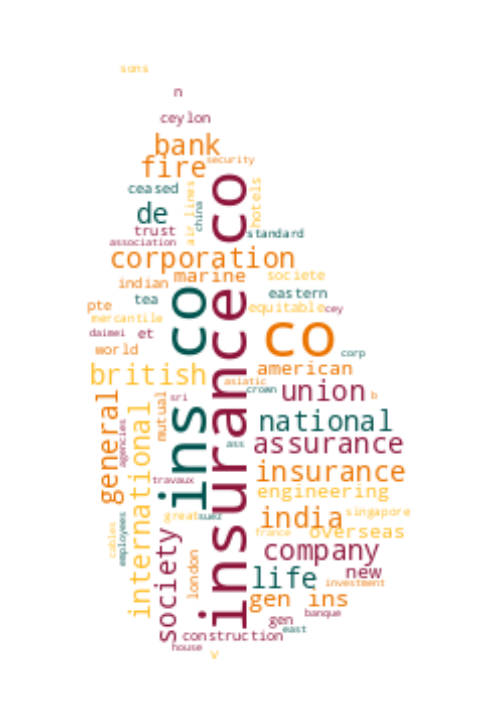 sons
n
ceylon
bank
fire
security
ceased
airlines
china
hotels
de
trust
standard
association
corporation
marine
indian
societe
tea
eastern
pte
equitable
cey
mercantile
daimei
et
insurance co
ins co
co
world
corp
american
british
asiatic
crown
union
b
general
mutual
sri
national
agencies
international
ass
assurance
insurance
travaux
engineering
great
suez
india
singapore
cables
employees
france
overseas
society
london
company
life
new
investment
gen ins
banque
gen
construction
east
house
v